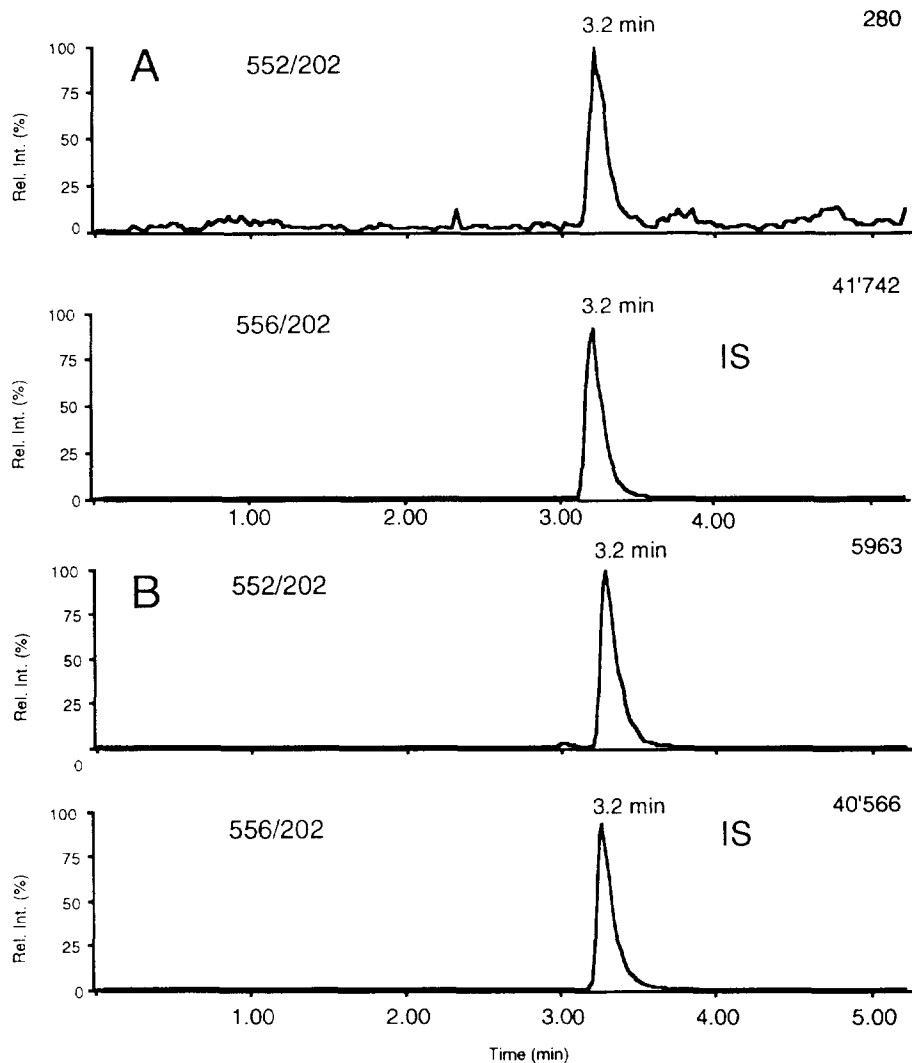 280
3.2 min
A
552/202
100
75
50
25
0
Rel. Int. (%)
41'742
3.2 min
556/202
IS
100
75
50
25
0
Rel. Int. (%)
1.00
2.00
3.00
4.00
5963
3.2 min
B
552/202
100
75
50
25
0
Rel. Int. (%)
40'566
3.2 min
556/202
IS
100
75
50
25
0
Rel. Int. (%)
1.00
2.00
3.00
4.00
5.00
Time (min)